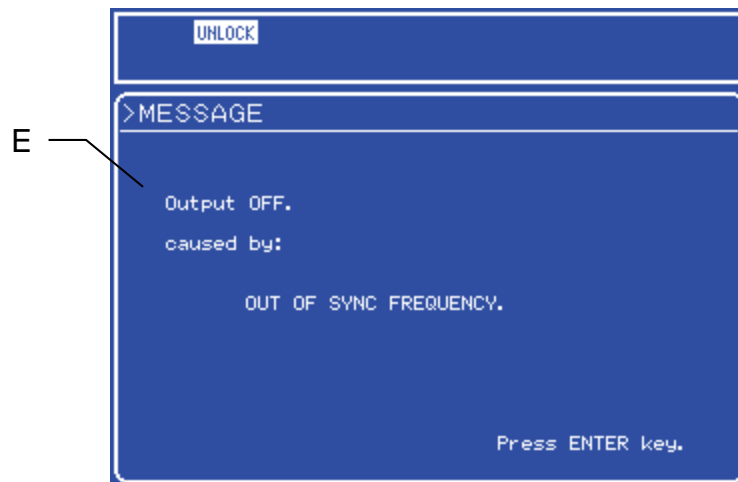 UNLOCK
>MESSAGE
E
Output OFF.
caused by:
OUT OF SYNC FREQUENCY.
Press ENTER key.